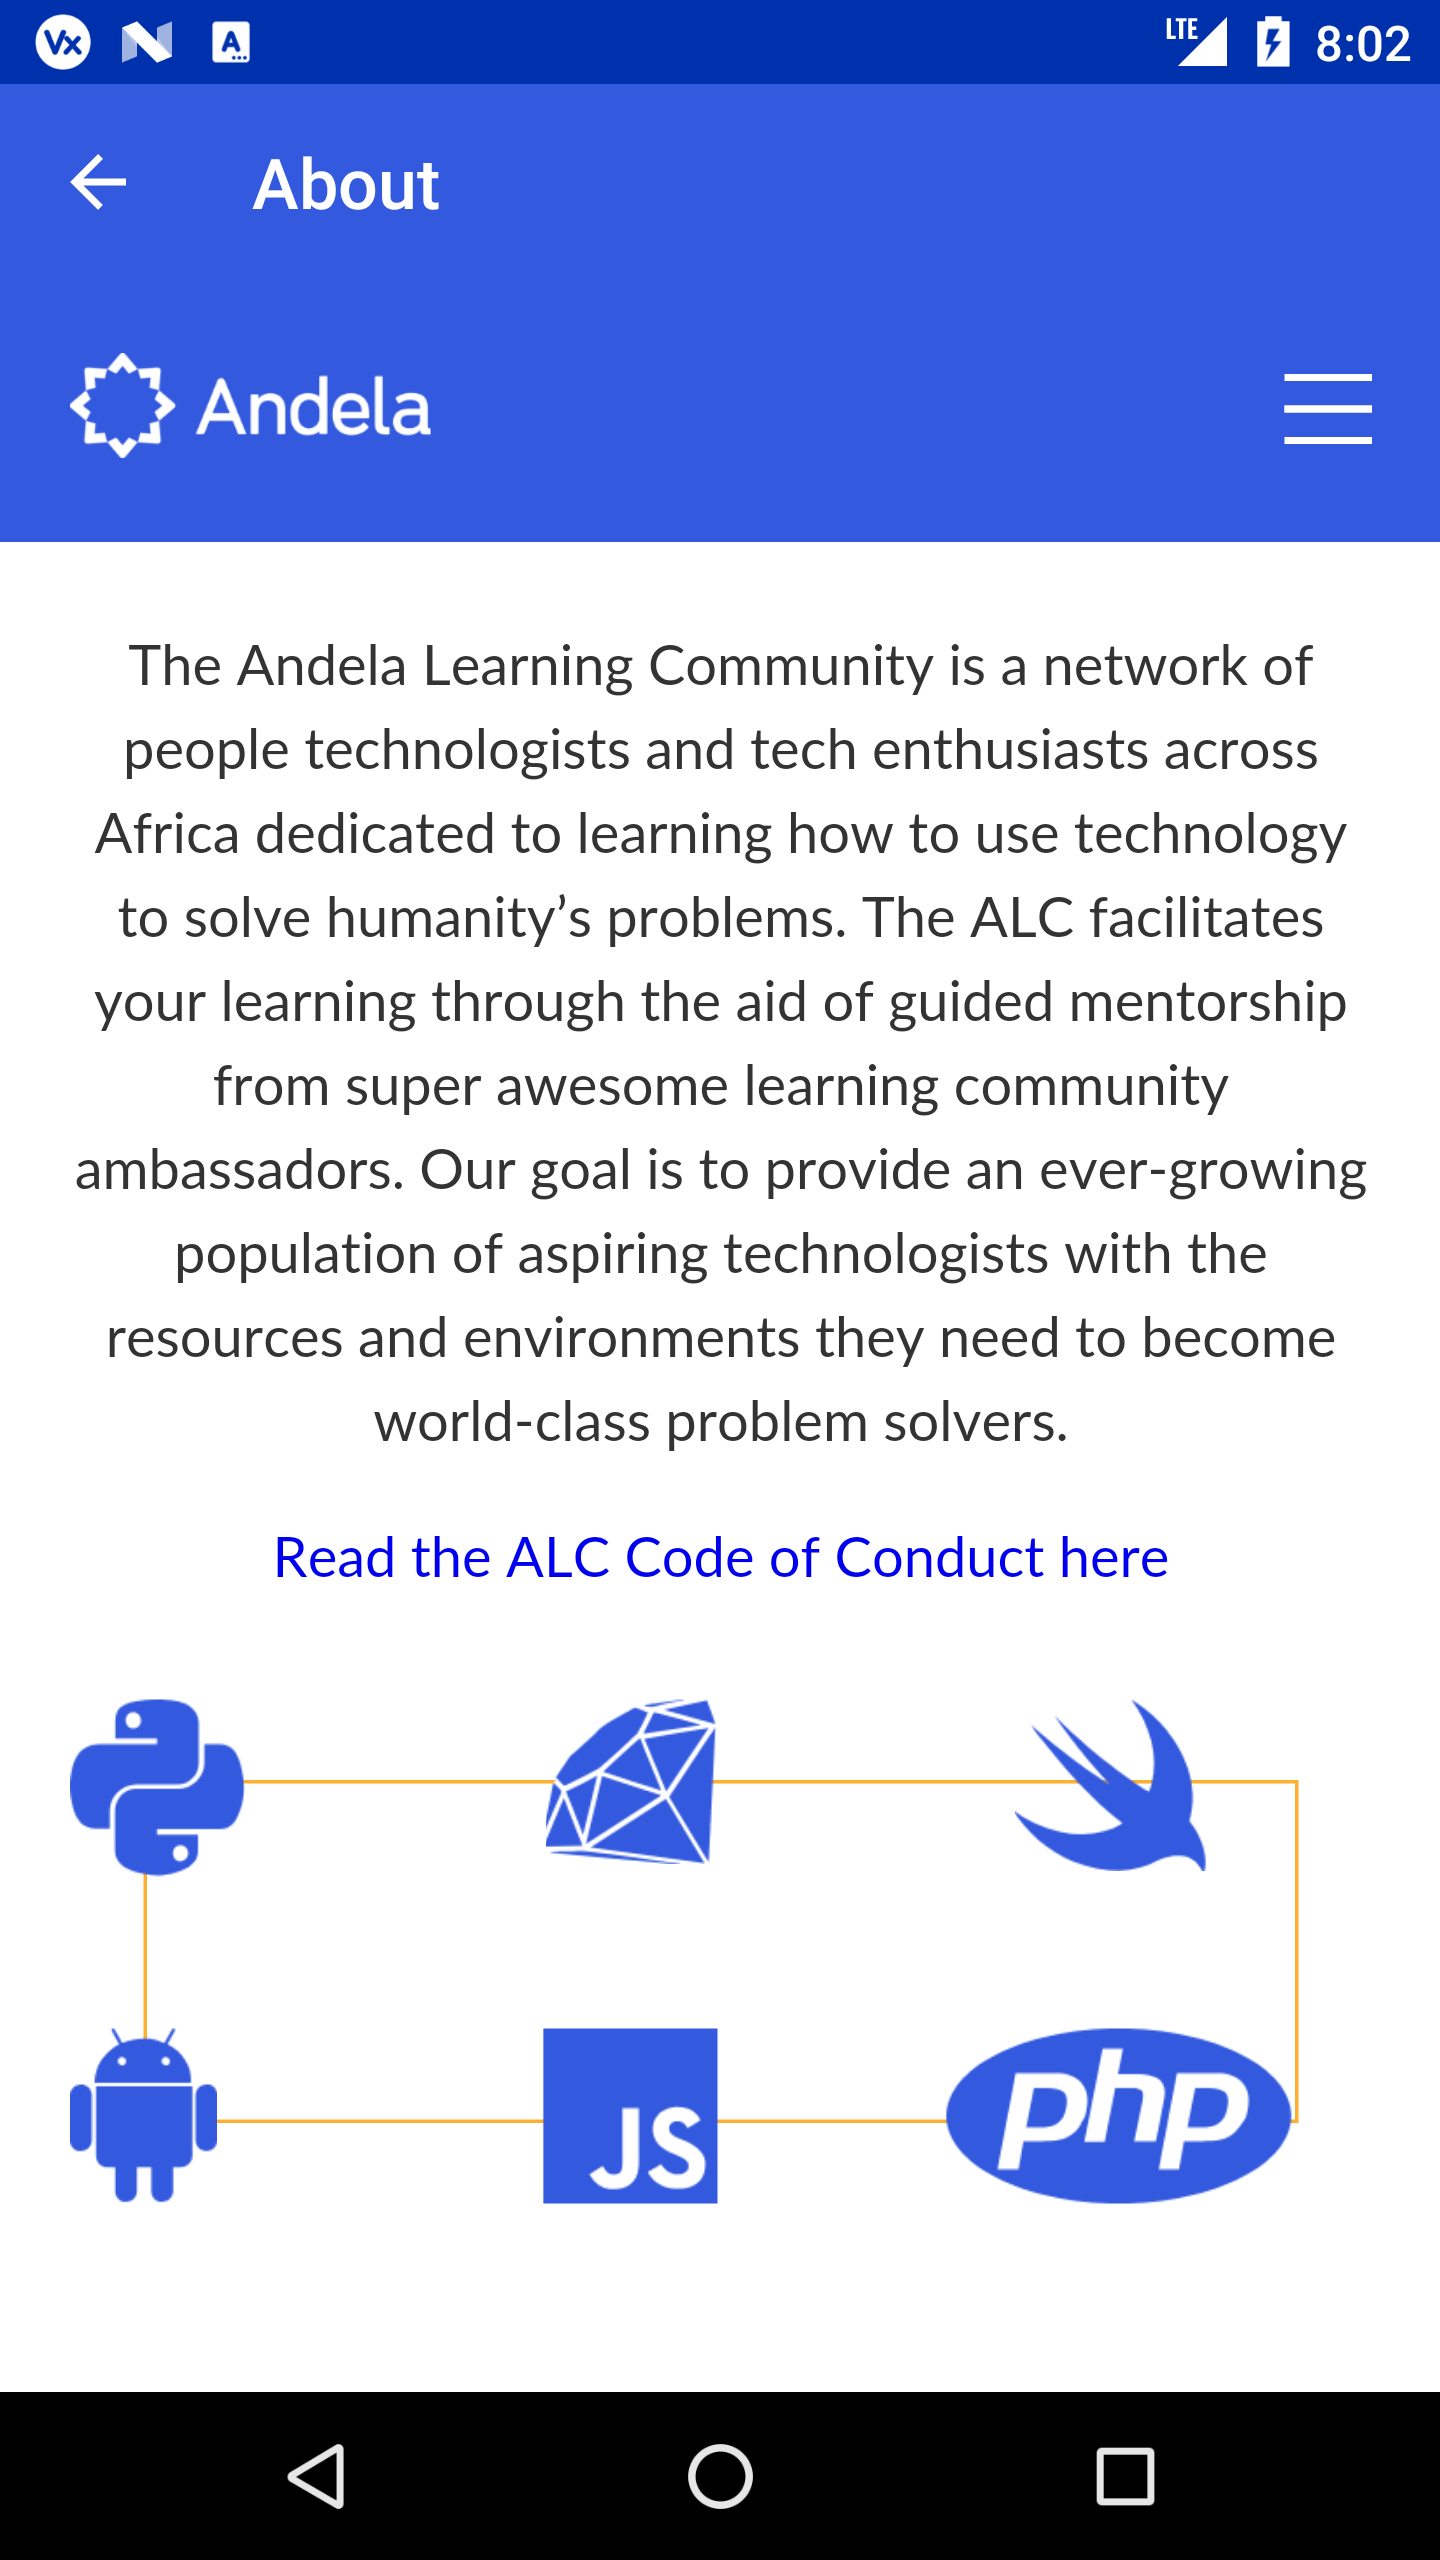 Vx
A
LTE
8:02
About
Andela
The Andela Learning Community is a network of
people technologists and tech enthusiasts across
Africa dedicated to learning how to use technology
to solve humanity’s problems. The ALC facilitates
your learning through the aid of guided mentorship
from super awesome learning community
ambassadors. Our goal is to provide an ever-growing
population of aspiring technologists with the
resources and environments they need to become
world-class problem solvers.
Read the ALC Code of Conduct here
JS
php